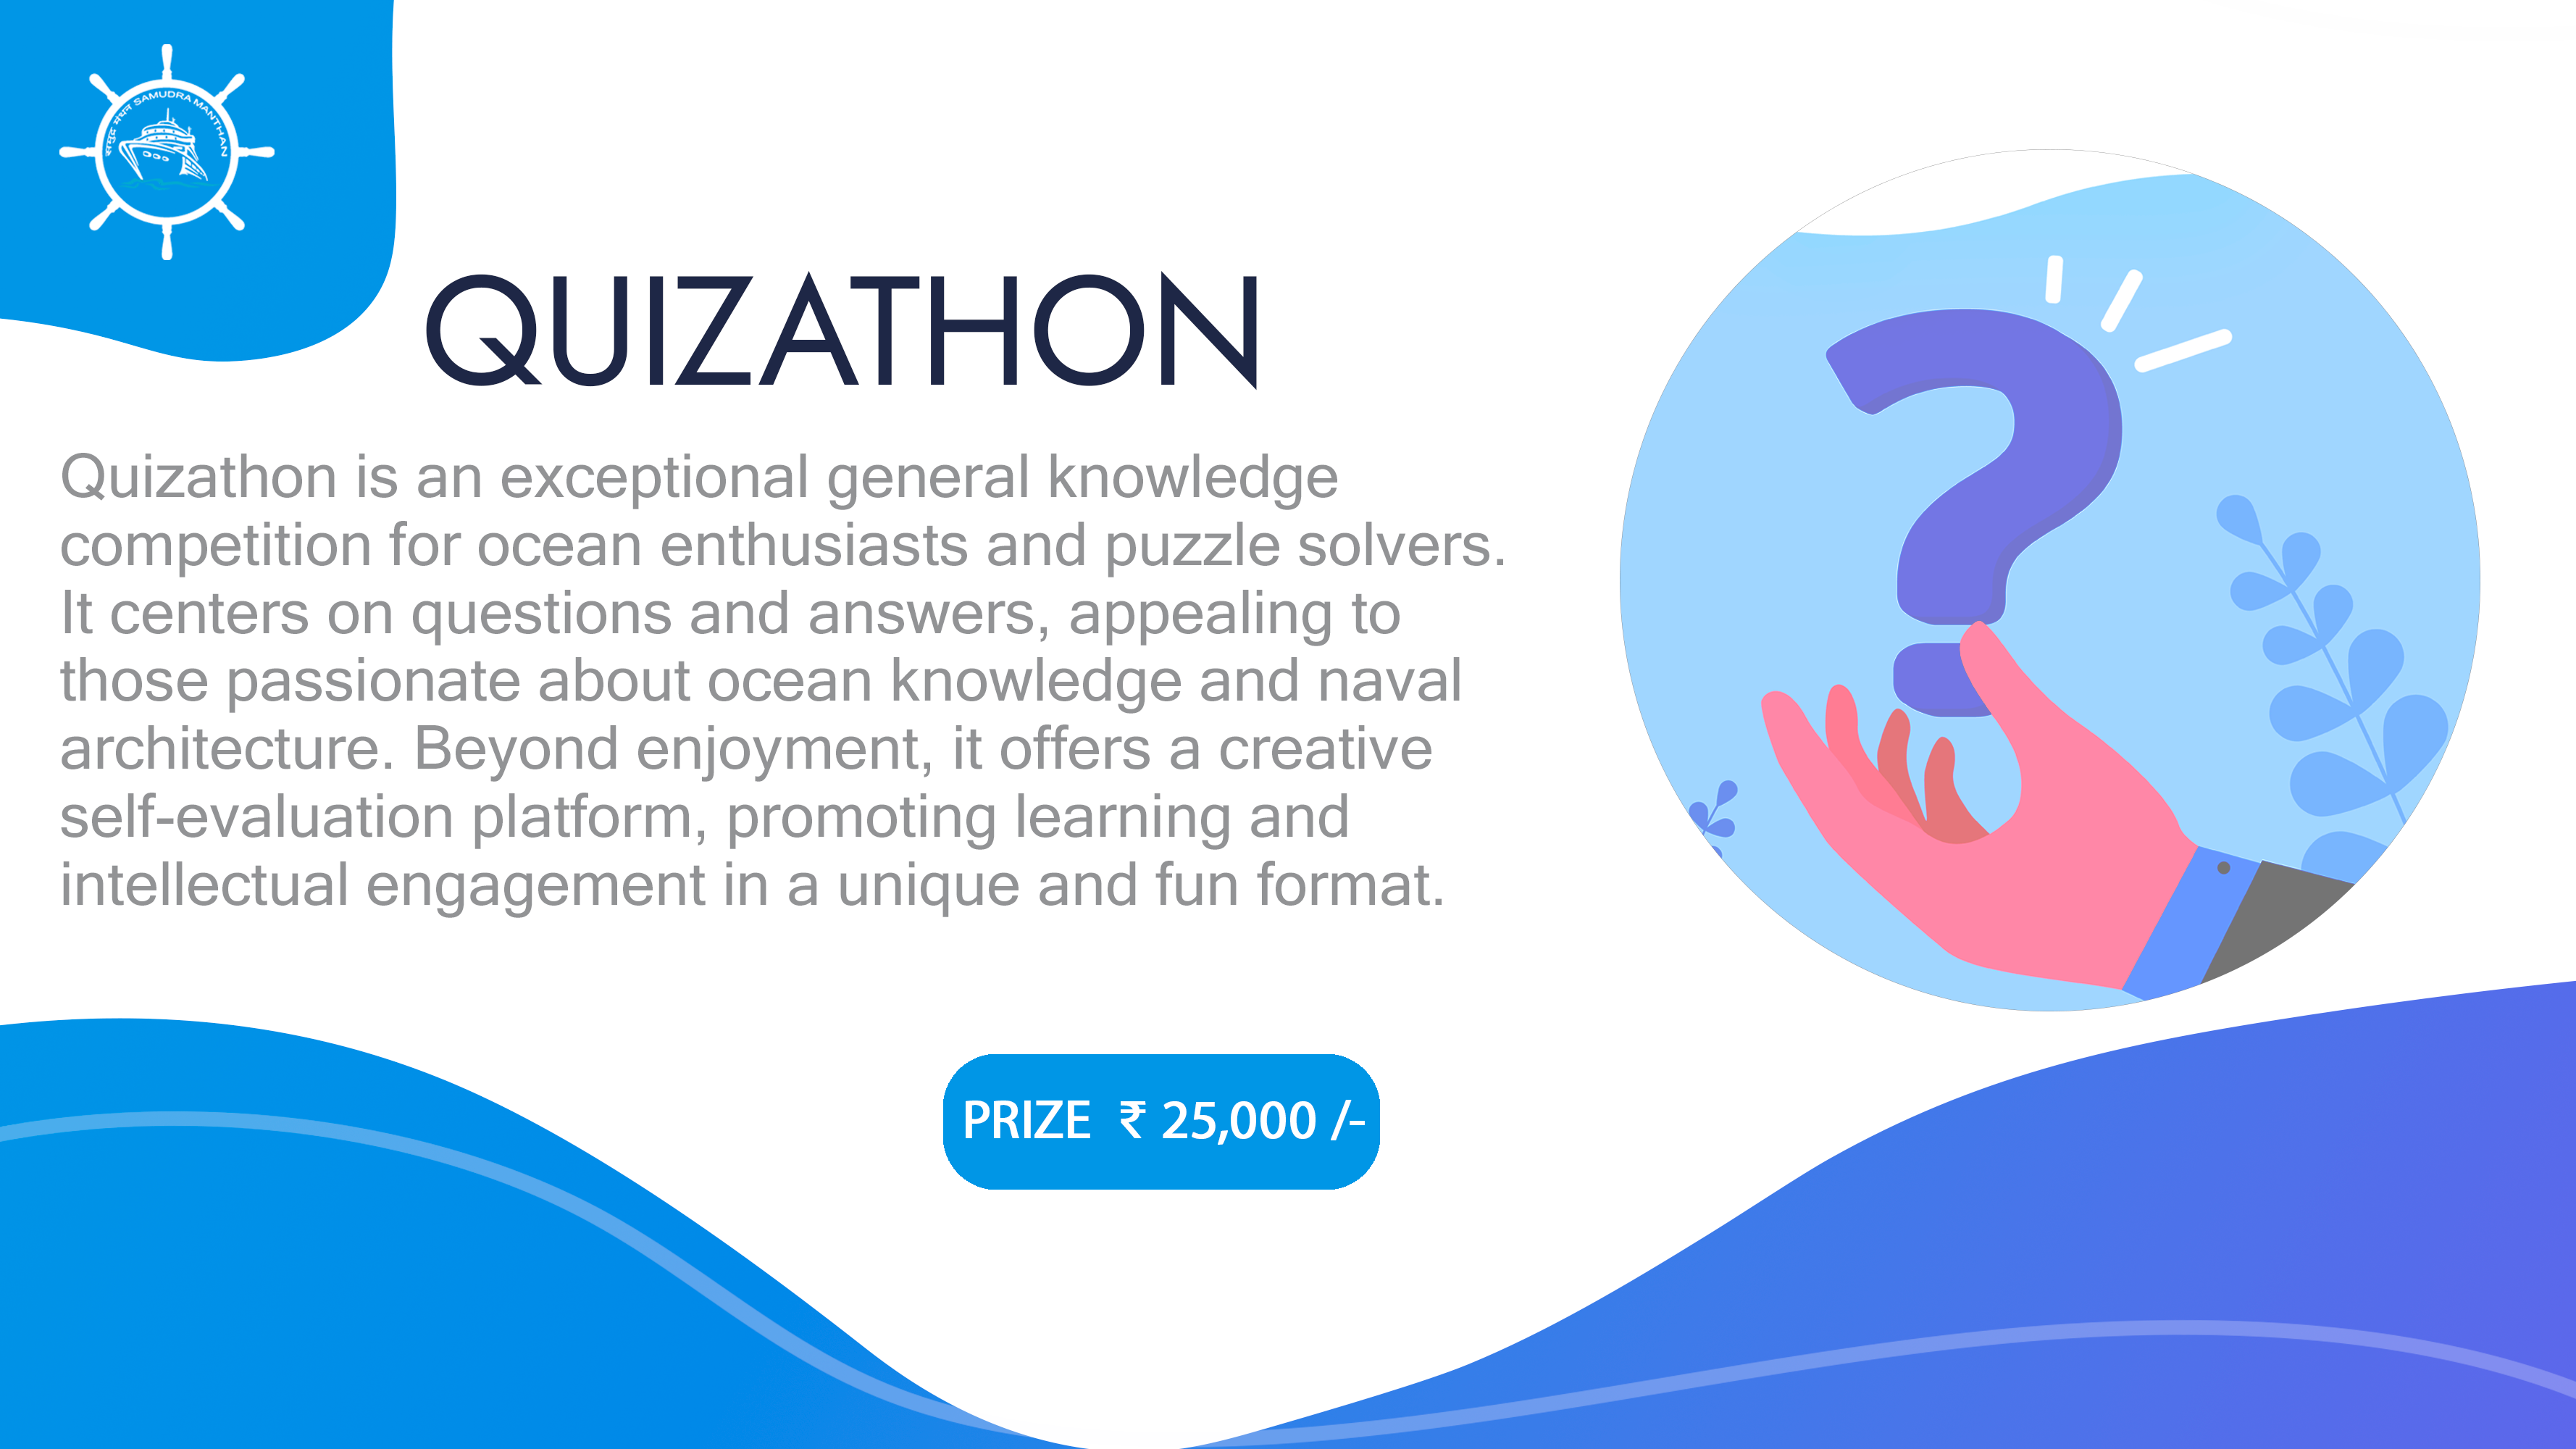 समुद्र मंथन SAMUDRA MANTHAN
QUIZATHON
Quizathon is an exceptional general knowledge
competition for ocean enthusiasts and puzzle solvers.
It centers on questions and answers, appealing to
those passionate about ocean knowledge and naval
architecture. Beyond enjoyment, it offers a creative
self-evaluation platform, promoting learning and
intellectual engagement in a unique and fun format.
PRIZE ₹ 25,000 /-